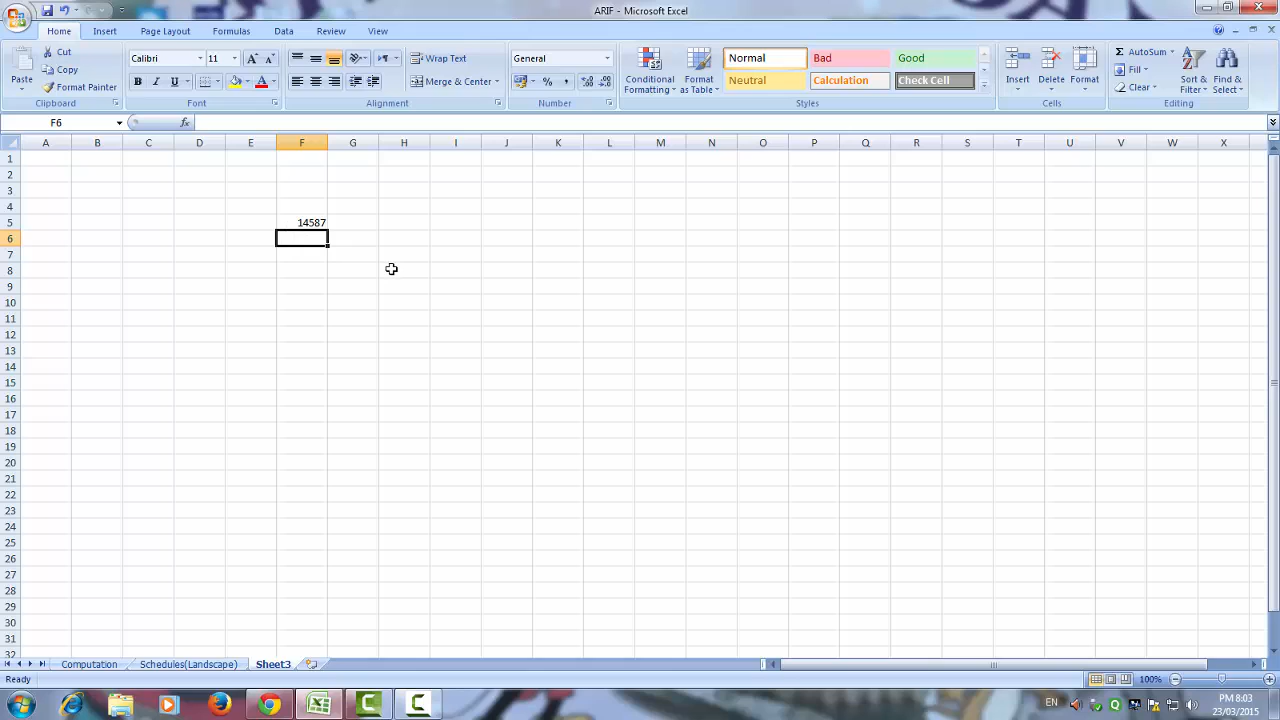 ARIF - Microsoft Excel
Home Insert Page Layout Formulas Data Review View
Paste
Cut
Copy
Format Painter
Clipboard
Calibri 11
B I U
Font
Wrap Text
Merge & Center
Alignment
General
% ,
Number
Conditional Formatting
Format as Table
Normal Bad Good
Neutral Calculation Check Cell
Styles
Insert Delete Format
Cells
Σ AutoSum
Fill
Clear
Sort & Filter
Find & Select
Editing
F6 fx
A B C D E F G H I J K L M N O P Q R S T U V W X
1
2
3
4
5 14587
6
7
8
9
10
11
12
13
14
15
16
17
18
19
20
21
22
23
24
25
26
27
28
29
30
31
32
Computation Schedules(Landscape) Sheet3
Ready 100%
EN PM 8:03
23/03/2015